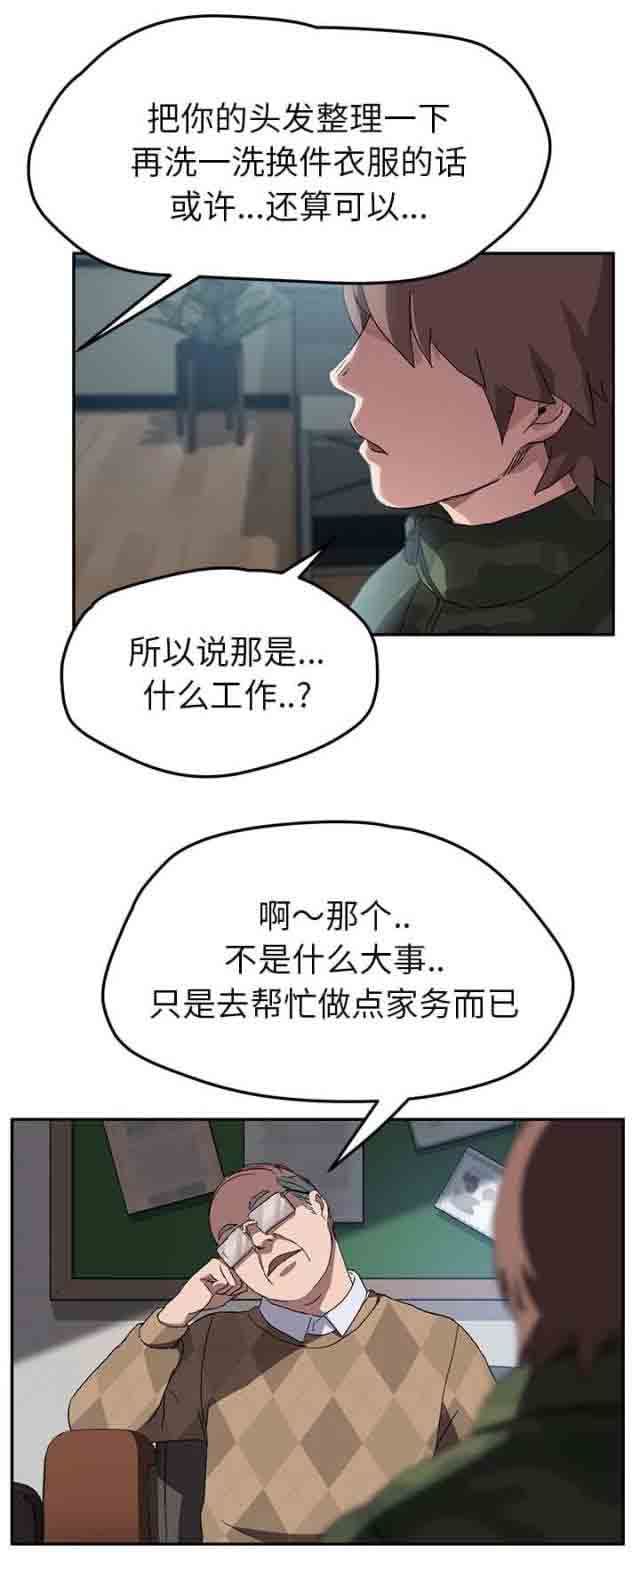 把你的头发整理一下
再洗一洗换件衣服的话
或许...还算可以...
所以说那是...
什么工作..?
啊～那个..
不是什么大事..
只是去帮忙做点家务而已